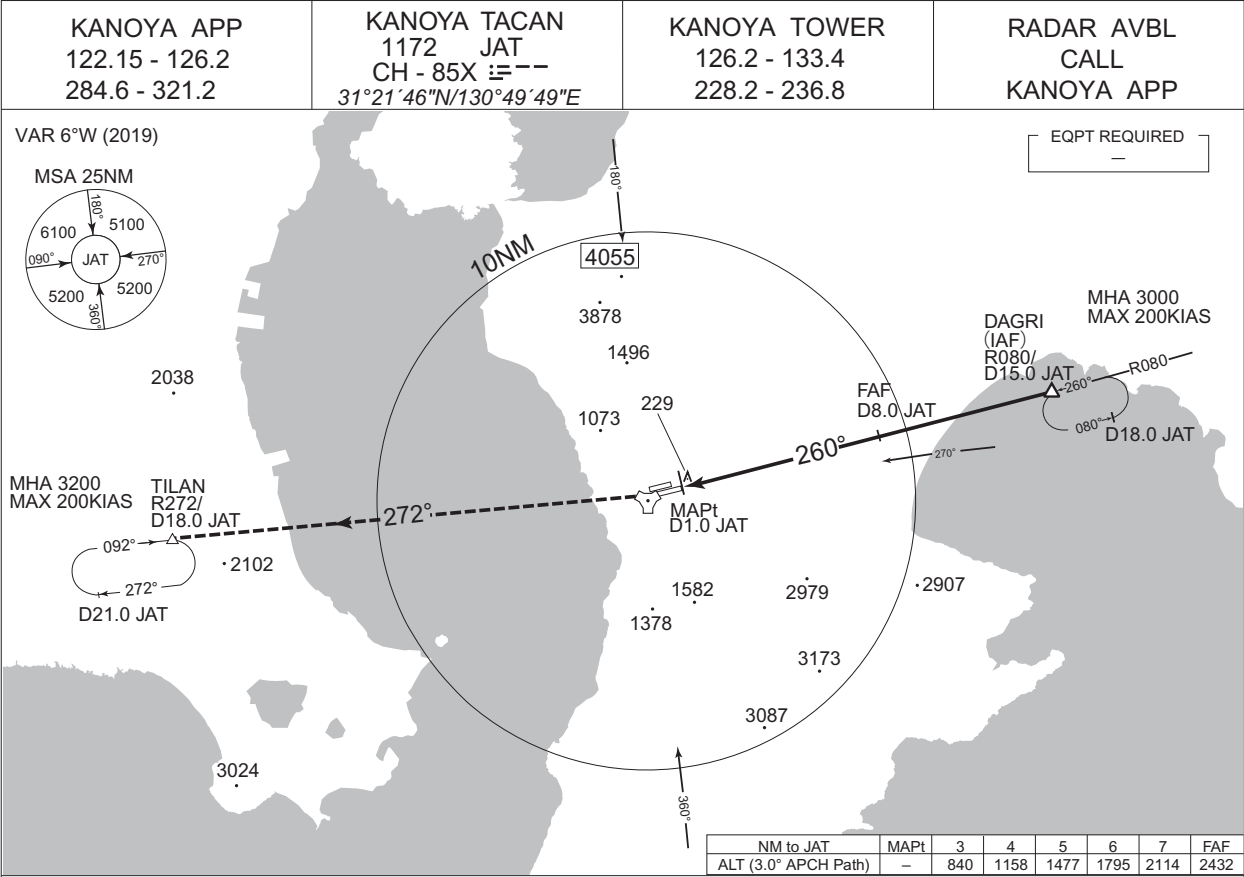 KANOYA APP
122.15 - 126.2
284.6 - 321.2
KANOYA TACAN
1172 JAT
CH - 85X
31°21´46"N/130°49´49"E
KANOYA TOWER
126.2 - 133.4
228.2 - 236.8
RADAR AVBL
CALL
KANOYA APP
VAR 6°W (2019)
EQPT REQUIRED
–
MSA 25NM
180°
6100
5100
090°
JAT
270°
5200
5200
360°
180°
10NM
4055
3878
1496
2038
1073
229
FAF
D8.0 JAT
DAGRI
(IAF)
R080/
D15.0 JAT
MHA 3000
MAX 200KIAS
R080
260°
080°
D18.0 JAT
260°
270°
MHA 3200
MAX 200KIAS
TILAN
R272/
D18.0 JAT
272°
MAPt
D1.0 JAT
092°
272°
D21.0 JAT
2102
1582
1378
2979
2907
3173
3087
3024
360°
NM to JAT MAPt 3 4 5 6 7 FAF
ALT (3.0° APCH Path) – 840 1158 1477 1795 2114 2432